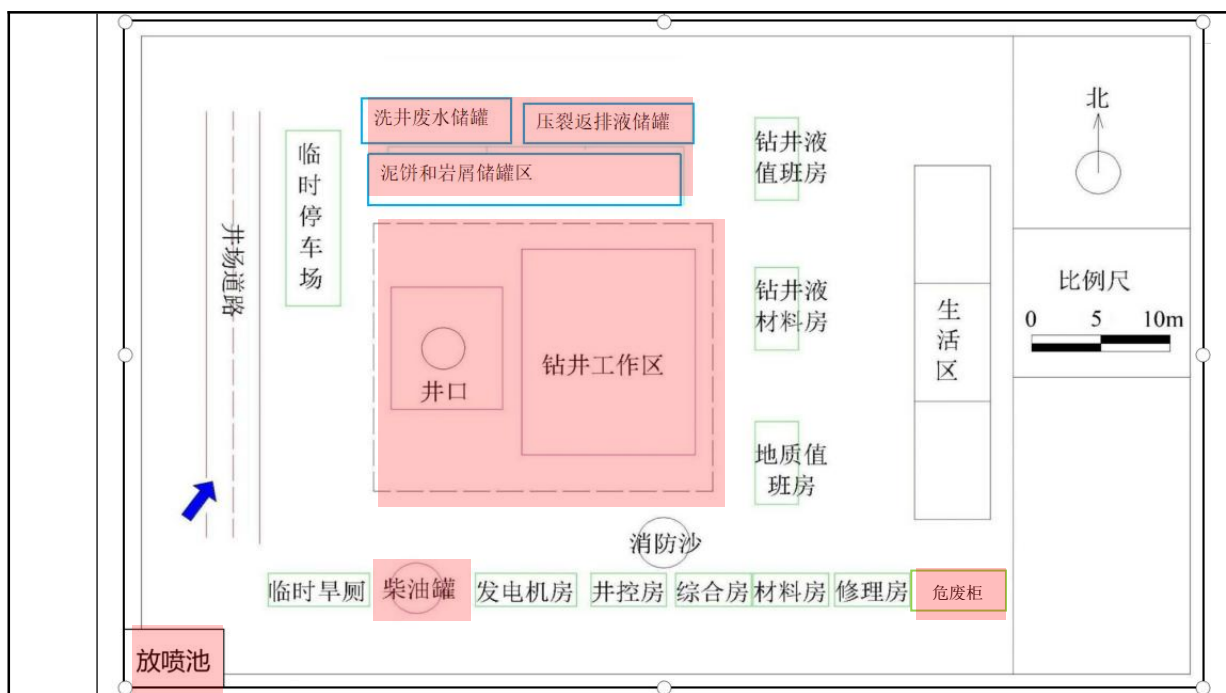 洗井废水储罐
压裂返排液储罐
泥饼和岩屑储罐区
临时停车场
井场道路
钻井液
值班房
钻井液
材料房
地质值
班房
井口
钻井工作区
生活区
北
比例尺
0 5 10m
消防沙
临时旱厕
柴油罐
发电机房
井控房
综合房
材料房
修理房
危废柜
放喷池